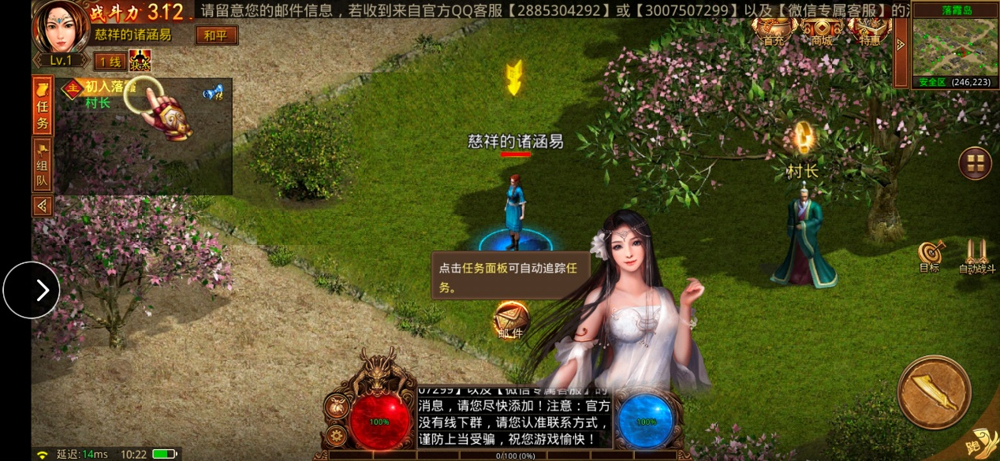 战斗力 312
请留意您的邮件信息，若收到来自官方QQ客服【2885304292】或【3007507299】以及【微信专属客服】的
慈祥的诸涵易
和平
Lv.1
1 线
状态
首充
商城
特惠
落霞岛
安全区 (246,223)
任务
主
初入落霞
村长
传
组队
慈祥的诸涵易
村长
目标
自动战斗
点击任务面板可自动追踪任
务。
邮件
07299】以及【微信专属客服】的
消息，请您尽快添加！注意：官方
没有线下群，请您认准联系方式，
谨防上当受骗，祝您游戏愉快！
100%
100%
延迟:14ms
10:22
0/100 (0%)
跑